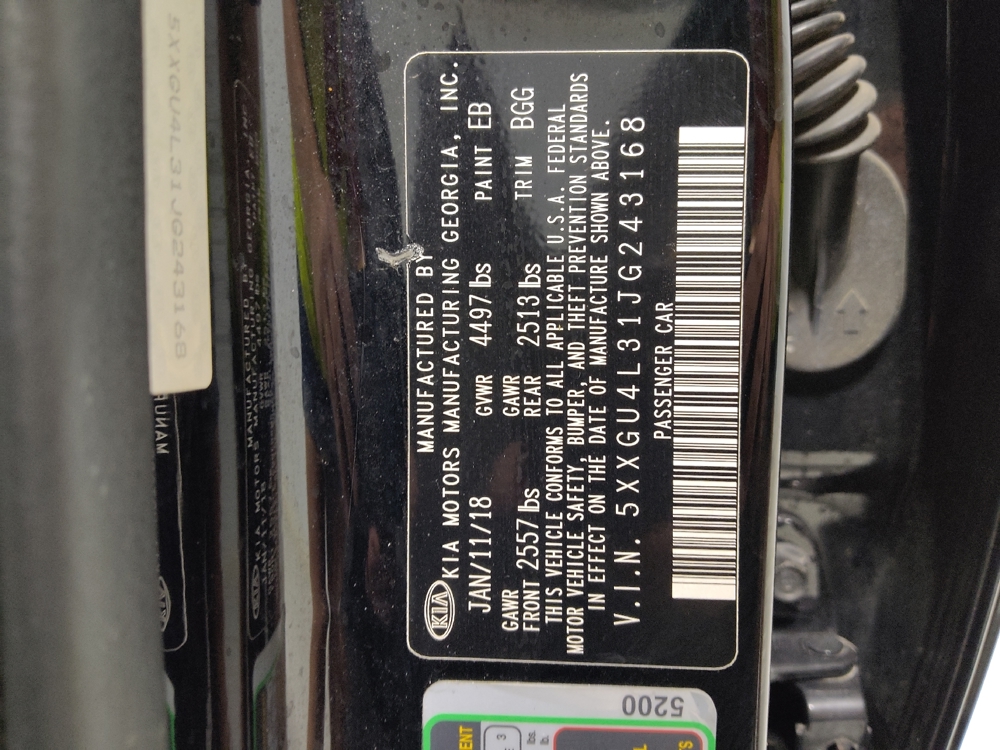 MANUFACTURED BY
KIA KIA MOTORS MANUFACTURING GEORGIA, INC.
JAN/11/18 GVWR 4497 lbs PAINT EB
GAWR FRONT 2557 lbs GAWR REAR 2513 lbs TRIM BGG
THIS VEHICLE CONFORMS TO ALL APPLICABLE U.S.A. FEDERAL
MOTOR VEHICLE SAFETY, BUMPER, AND THEFT PREVENTION STANDARDS
IN EFFECT ON THE DATE OF MANUFACTURE SHOWN ABOVE.
V.I.N. 5XXGU4L31JG243168
PASSENGER CAR
5200
5XXGU4L31JG243168